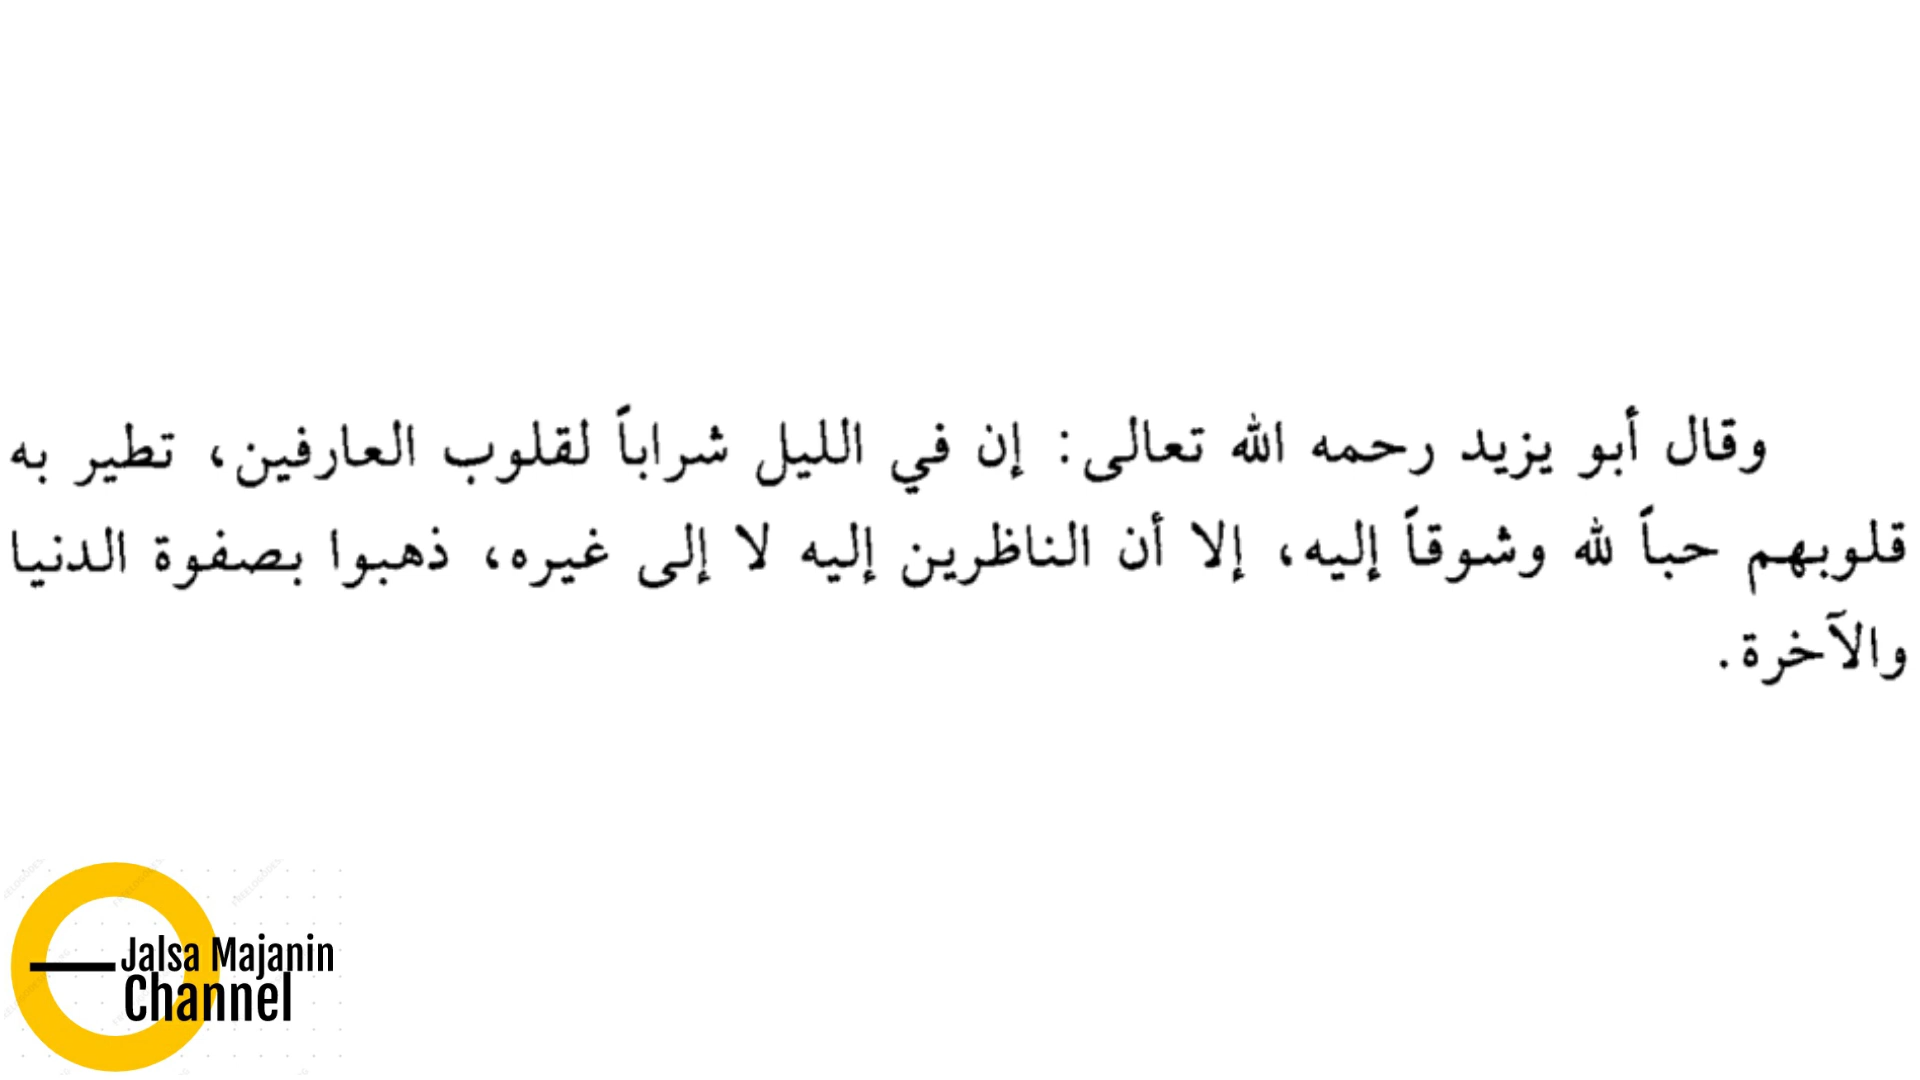 وقال أبو يزيد رحمه الله تعالى: إن في الليل شراباً لقلوب العارفين، تطير به
قلوبهم حباً لله وشوقاً إليه، إلا أن الناظرين إليه لا إلى غيره، ذهبوا بصفوة الدنيا
والآخرة.
Jalsa Majanin
Channel